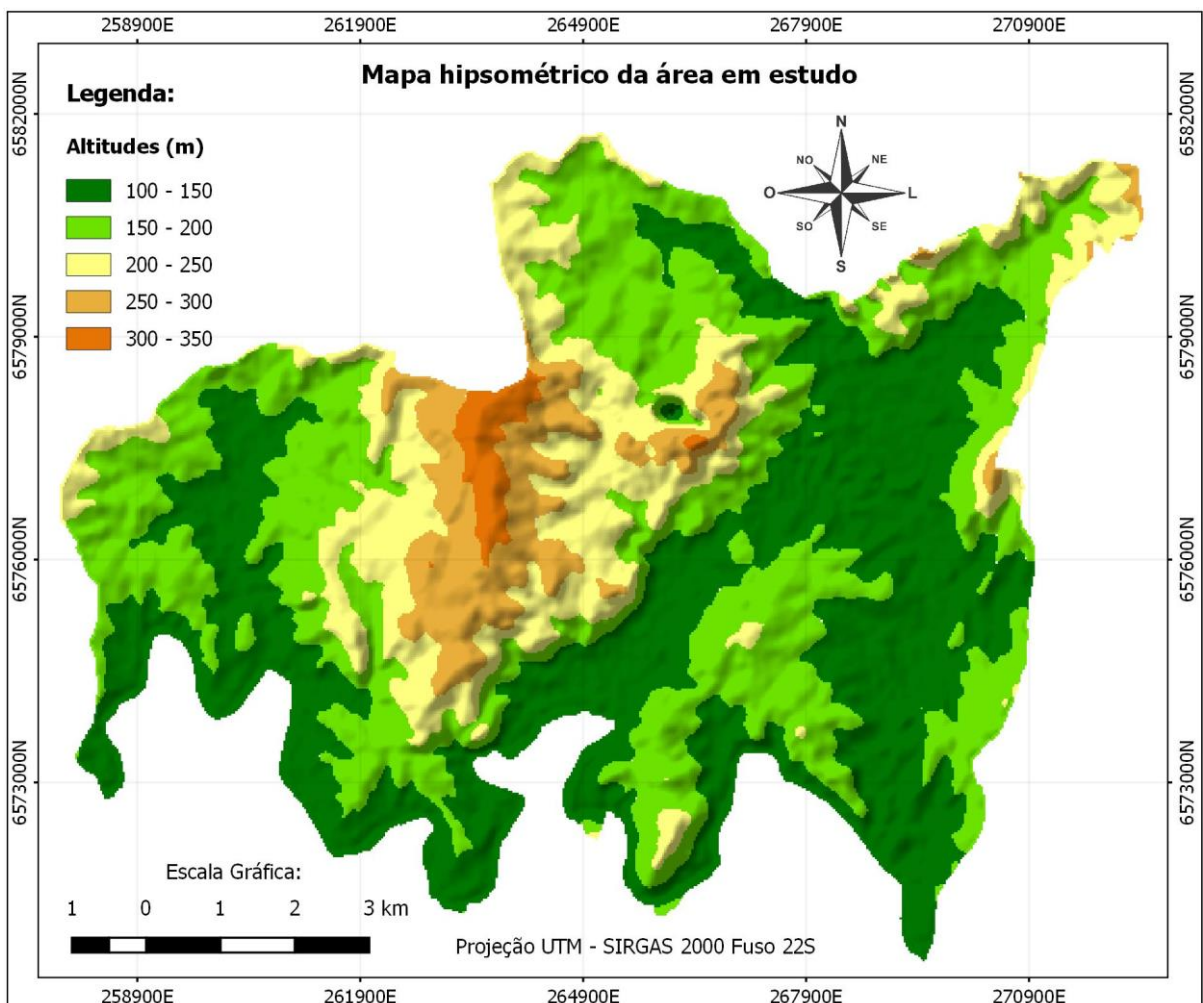 258900E 261900E 264900E 267900E 270900E
Mapa hipsométrico da área em estudo
Legenda:
Altitudes (m)
100 - 150
150 - 200
200 - 250
250 - 300
300 - 350
N
NO NE
O L
SO SE
S
6582000N 6582000N
6579000N 6579000N
6576000N 6576000N
6573000N 6573000N
Escala Gráfica:
1 0 1 2 3 km
Projeção UTM - SIRGAS 2000 Fuso 22S
258900E 261900E 264900E 267900E 270900E